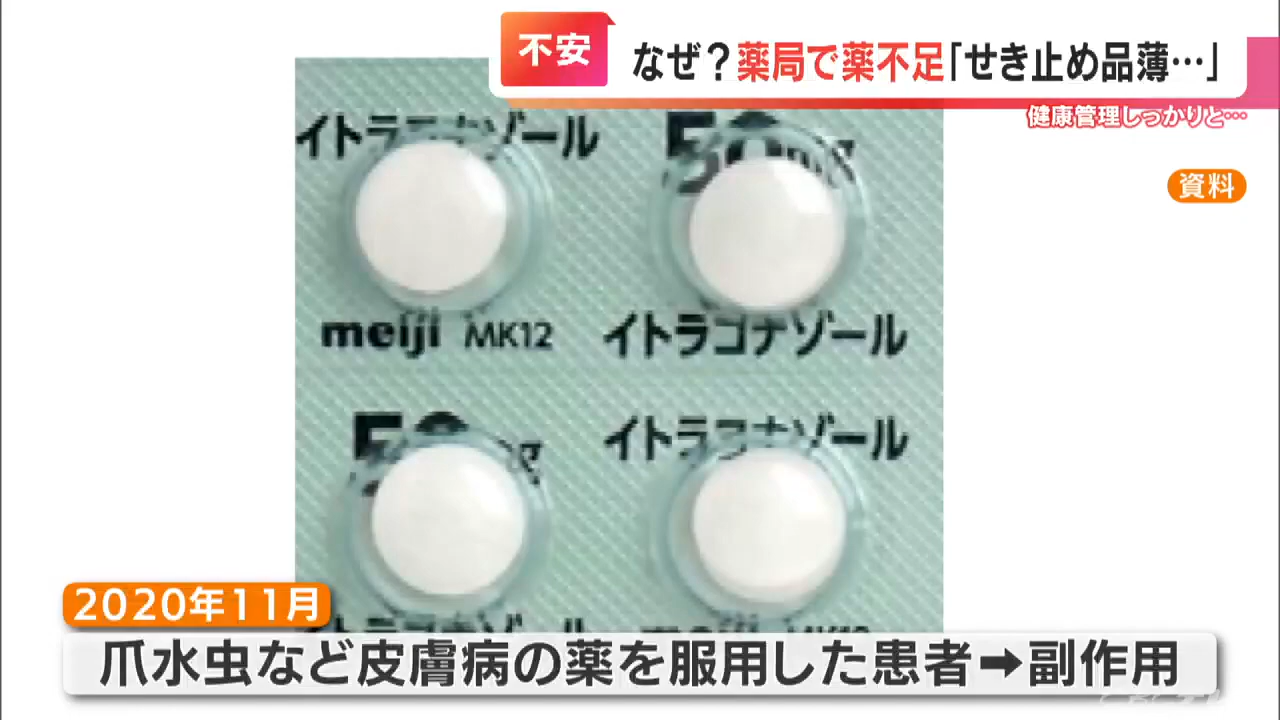 不安
なぜ？薬局で薬不足「せき止め品薄…」
健康管理しっかりと…
資料
イトラコナゾール
50mg
meiji MK12
イトラコナゾール
50mg
イトラコナゾール
2020年11月
爪水虫など皮膚病の薬を服用した患者➡副作用